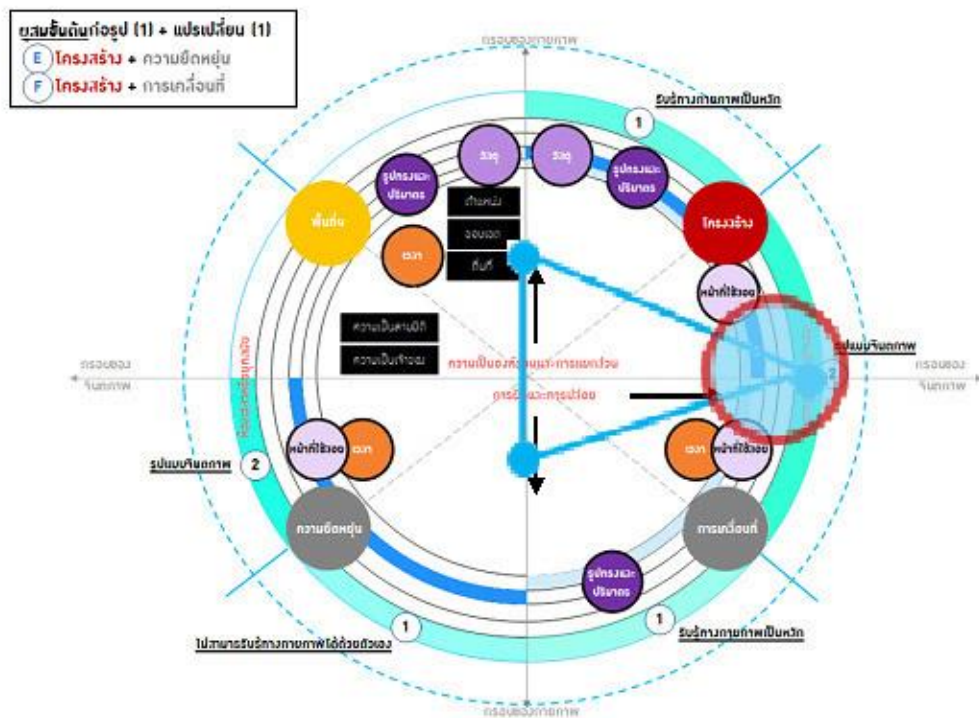 ผสมขั้นต้นก่อรูป (1) + แปรเปลี่ยน (1)
E โครงสร้าง + ความยืดหยุ่น
F โครงสร้าง + การเคลื่อนที่
กรอบของกายภาพ
รับรู้ทางกายภาพเป็นหลัก
1
วัสดุ
วัสดุ
รูปทรงและ
ปริมาตร
รูปทรงและ
ปริมาตร
ตำแหน่ง
พื้นถิ่น
โครงสร้าง
ขอบเขต
เวลา
พื้นที่
หน้าที่ใช้สอย
ความเป็นสามมิติ
รูปแบบจินตภาพ
2
ความเป็นเจ้าของ
กรอบของ
จินตภาพ
กรอบของ
จินตภาพ
หน้าที่ใช้สอย
เวลา
เวลา
หน้าที่ใช้สอย
รูปแบบจินตภาพ
2
ความยืดหยุ่น
การเคลื่อนที่
รูปทรงและ
ปริมาตร
1
1
รับรู้ทางกายภาพเป็นหลัก
ไม่สามารถรับรู้ทางกายภาพได้ด้วยตัวเอง
กรอบของกายภาพ